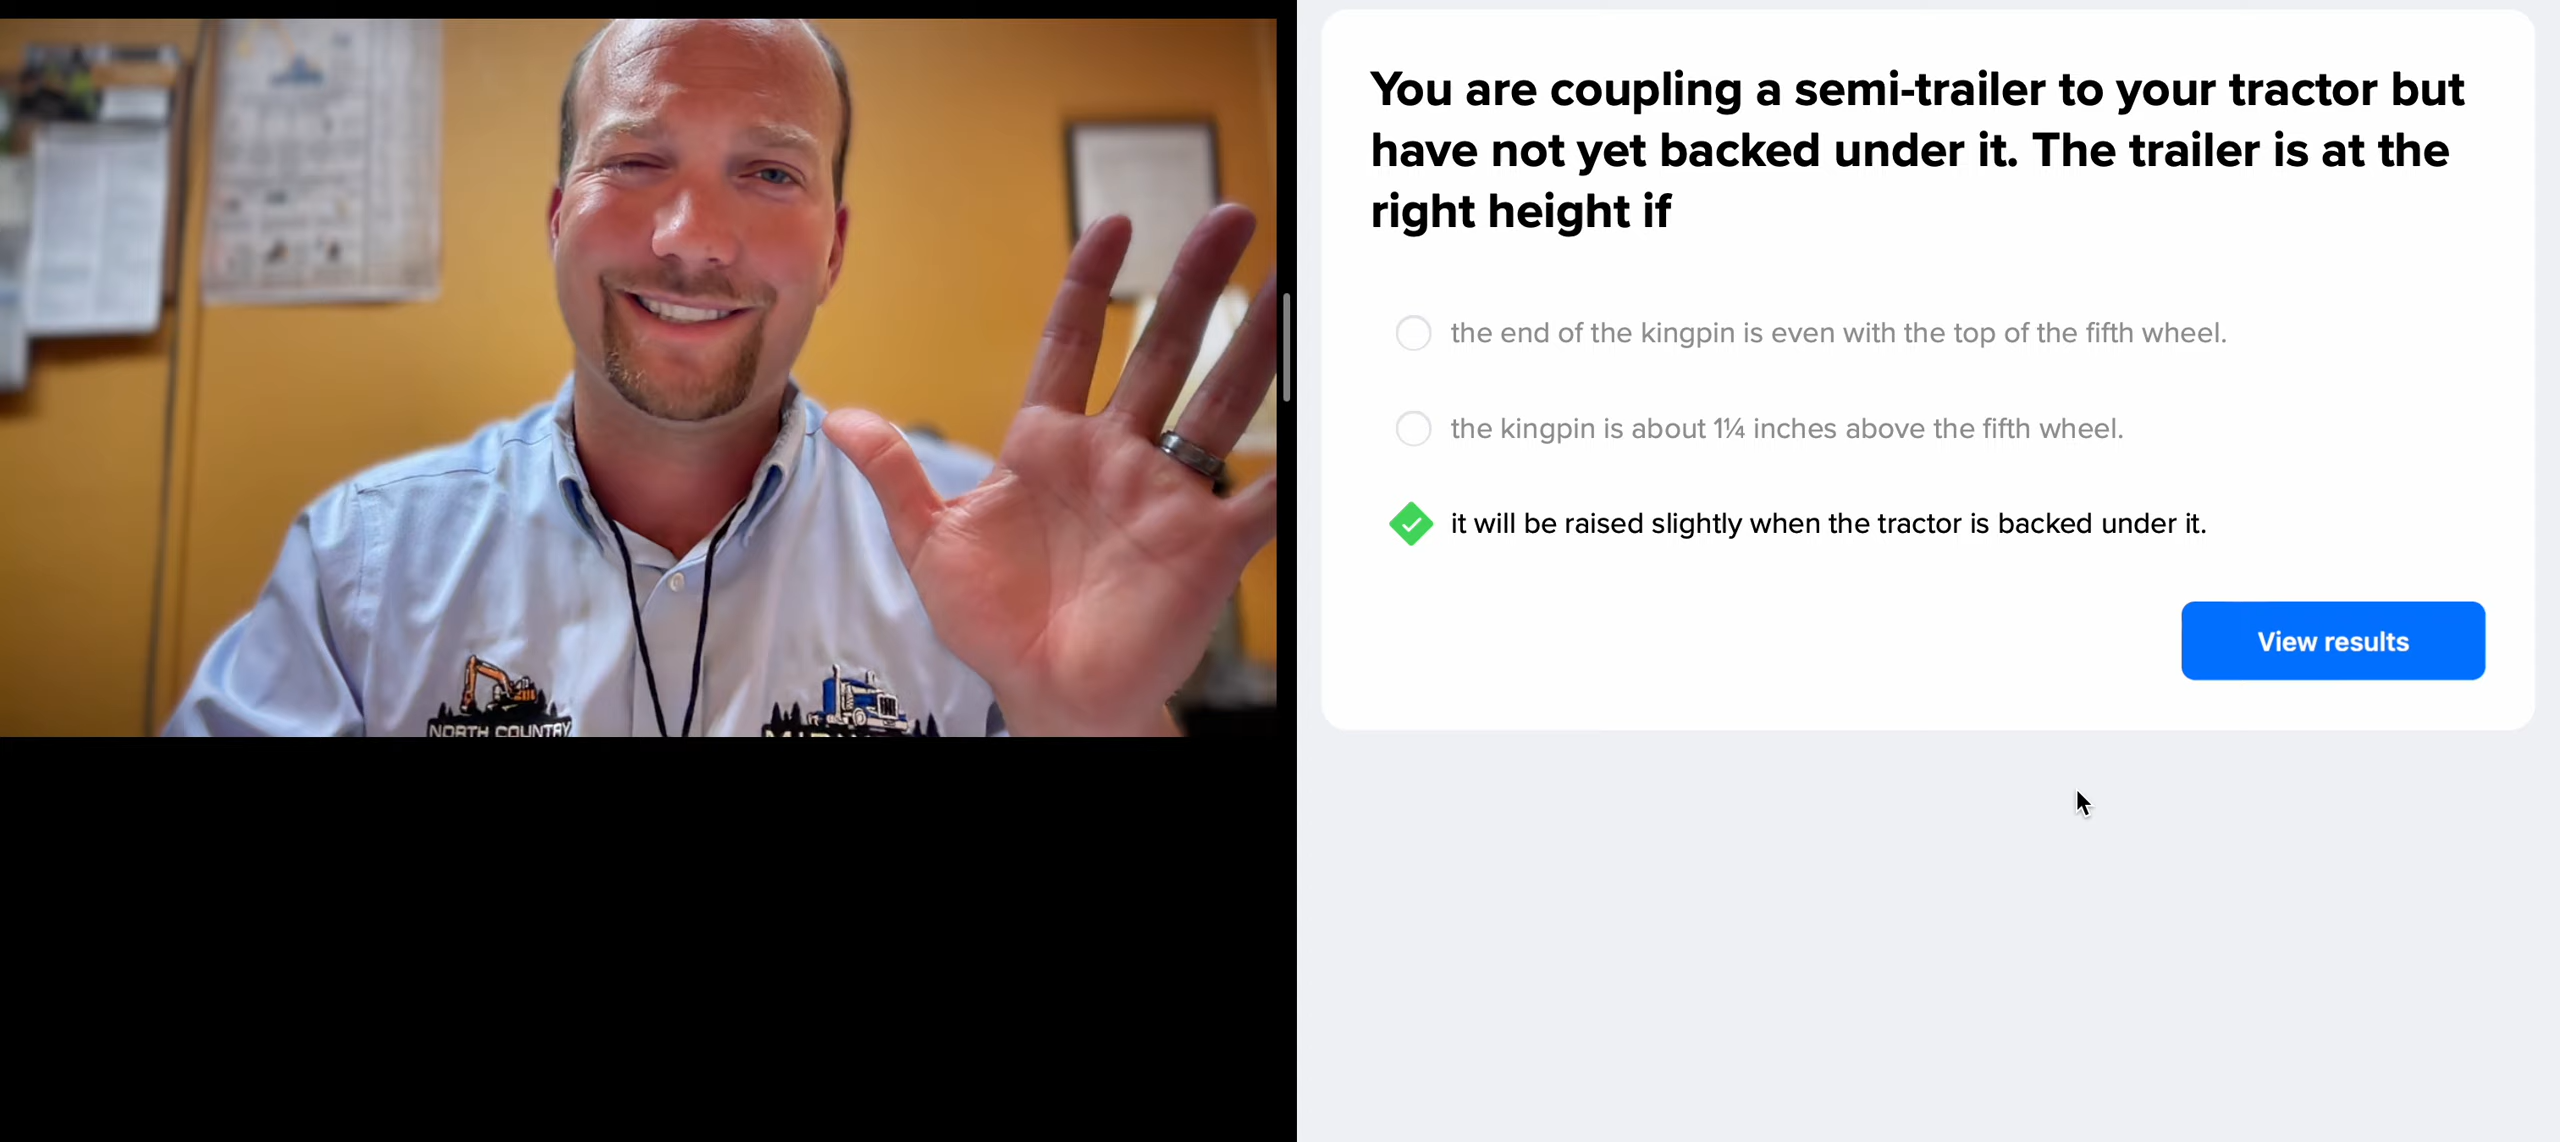 You are coupling a semi-trailer to your tractor but
have not yet backed under it. The trailer is at the
right height if
the end of the kingpin is even with the top of the fifth wheel.
the kingpin is about 1¼ inches above the fifth wheel.
it will be raised slightly when the tractor is backed under it.
View results
NORTH COUNTRY